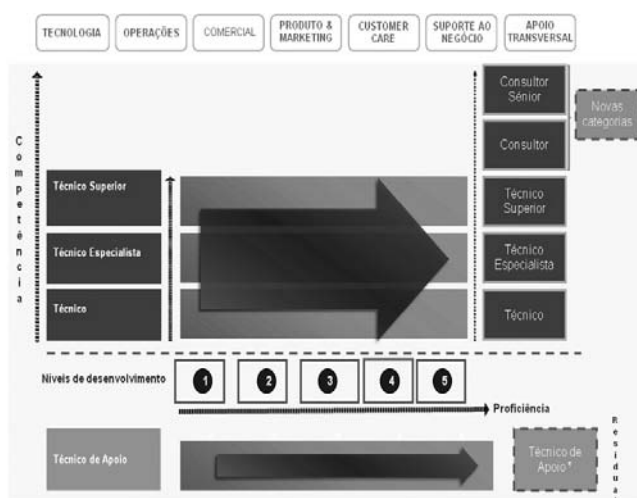 TECNOLOGIA
OPERAÇÕES
COMERCIAL
PRODUTO &
MARKETING
CUSTOMER
CARE
SUPORTE AO
NEGÓCIO
APOIO
TRANSVERSAL
Competência
Técnico Superior
Técnico Especialista
Técnico
Consultor
Sénior
Novas
categorias
Consultor
Técnico
Superior
Técnico
Especialista
Técnico
Níveis de desenvolvimento
1
2
3
4
5
Proficiência
Técnico de Apoio
Técnico de
Apoio*
Residua